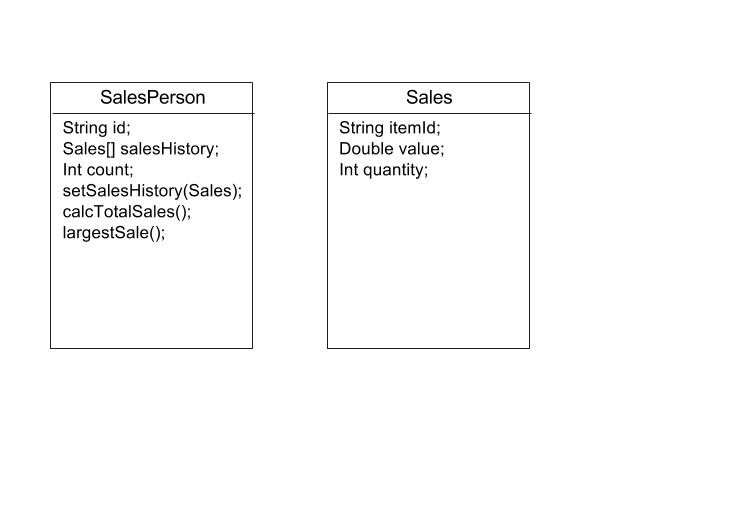 SalesPerson
String id;
Sales[] salesHistory;
Int count;
setSalesHistory(Sales);
calcTotalSales();
largestSale();
Sales
String itemId;
Double value;
Int quantity;